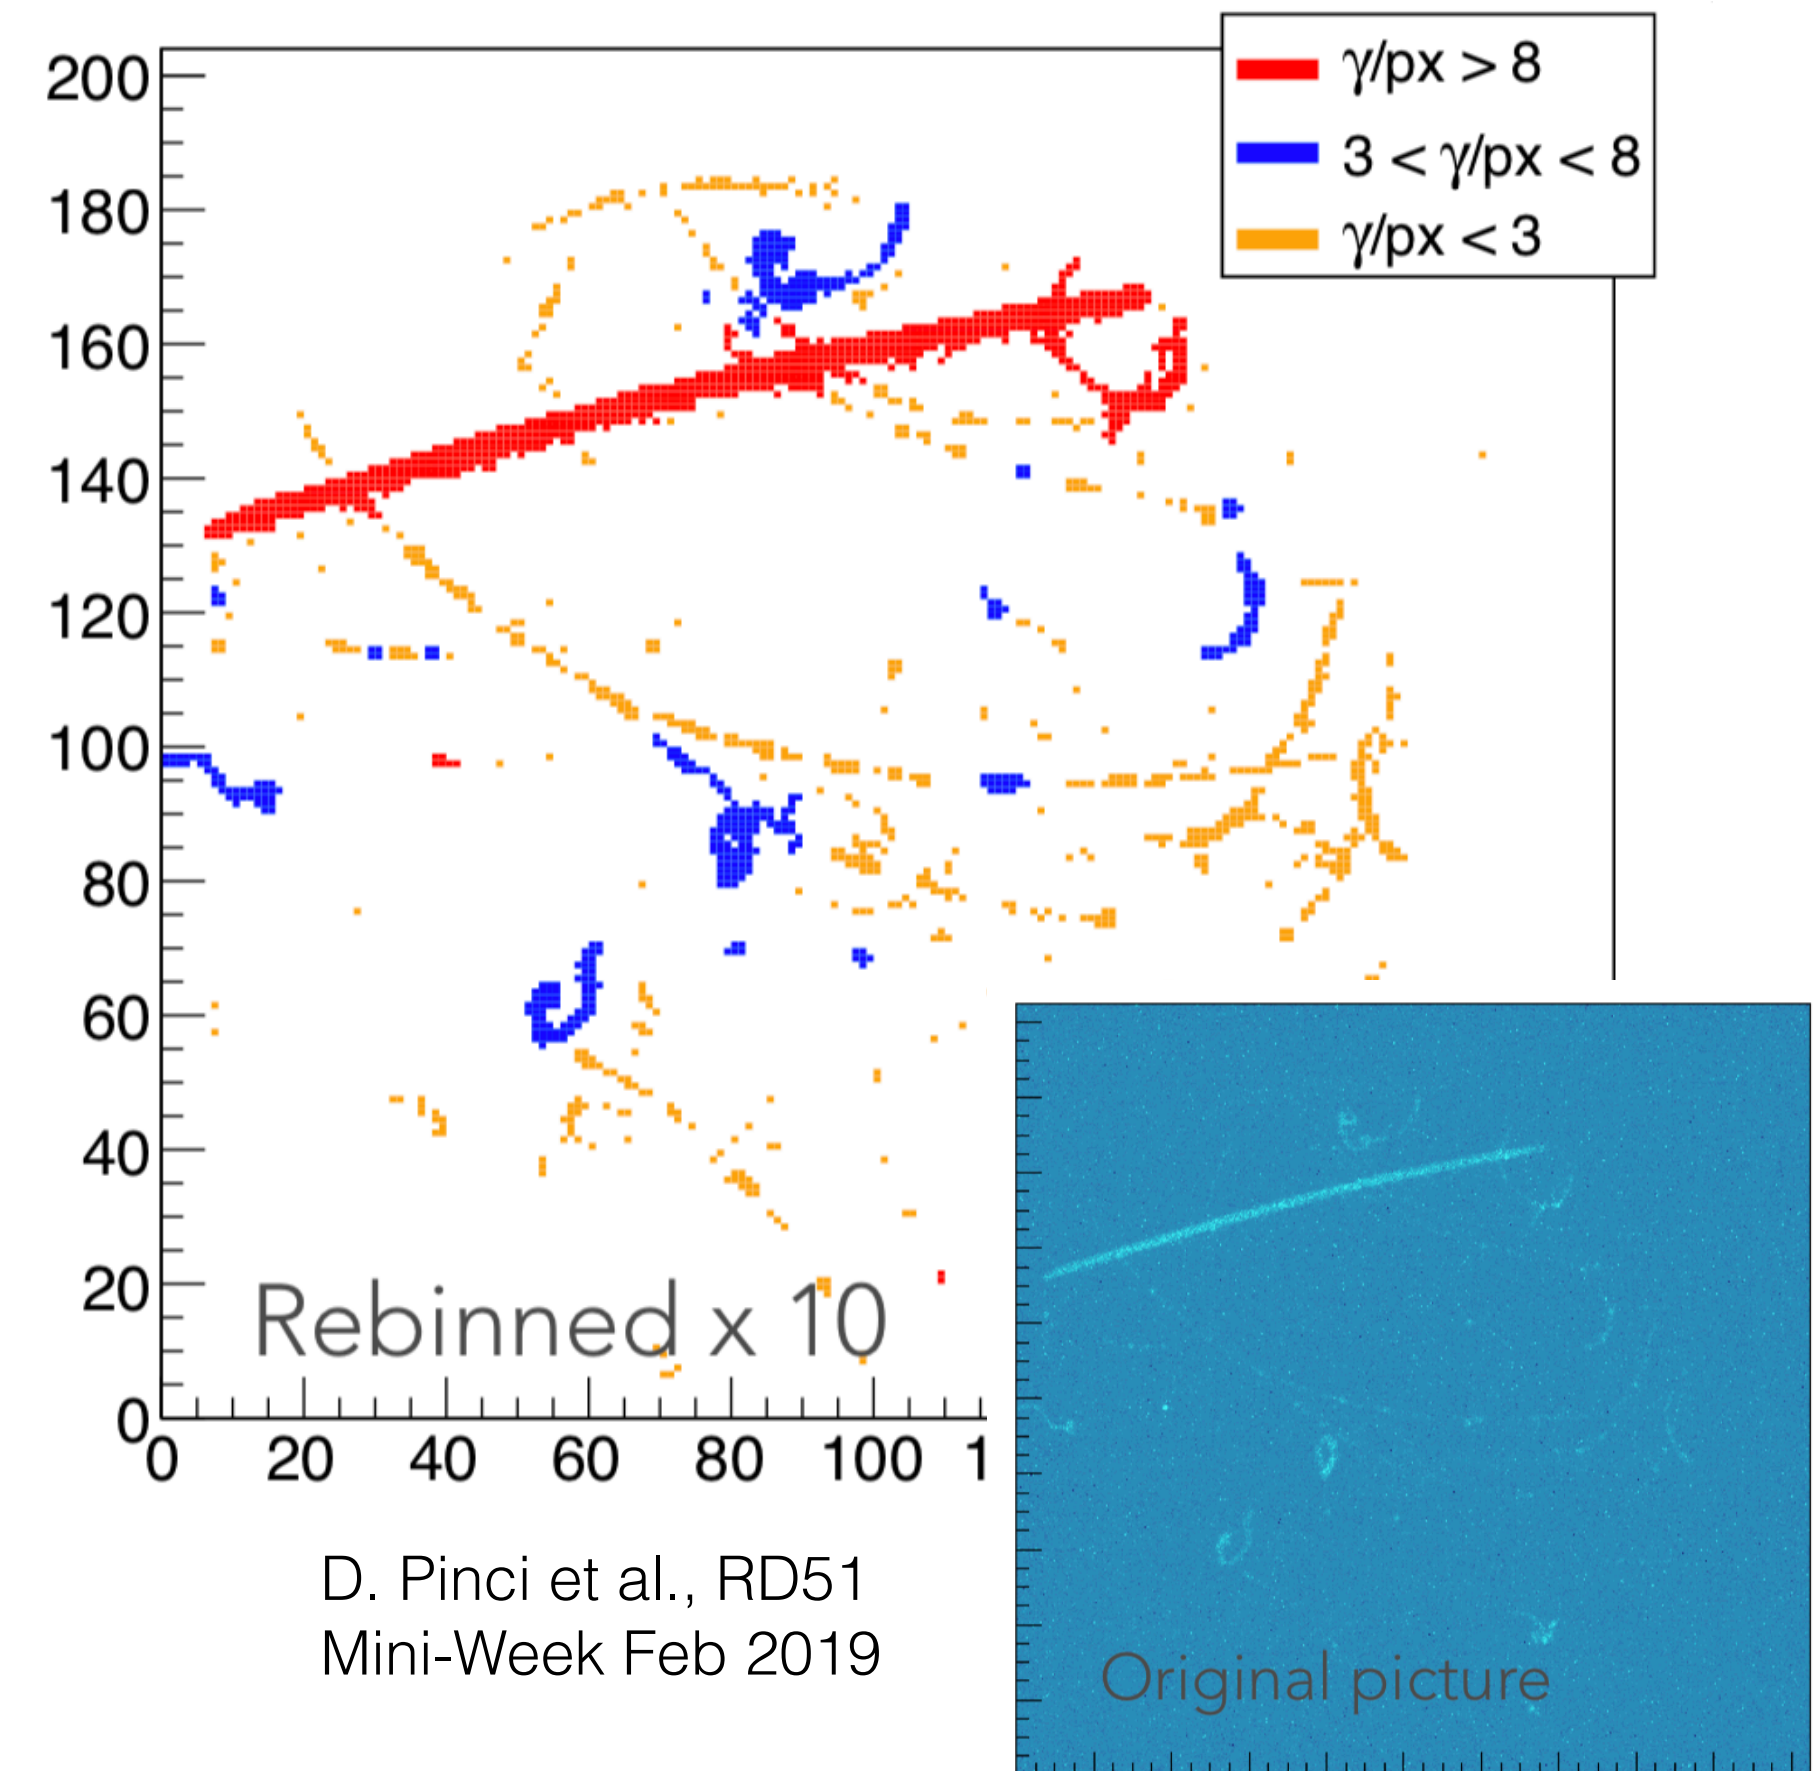 γ/px > 8
3 < γ/px < 8
γ/px < 3
200
180
160
140
120
100
80
60
40
20
0
0 20 40 60 80 100 1
Rebinned x 10
D. Pinci et al., RD51
Mini-Week Feb 2019
Original picture